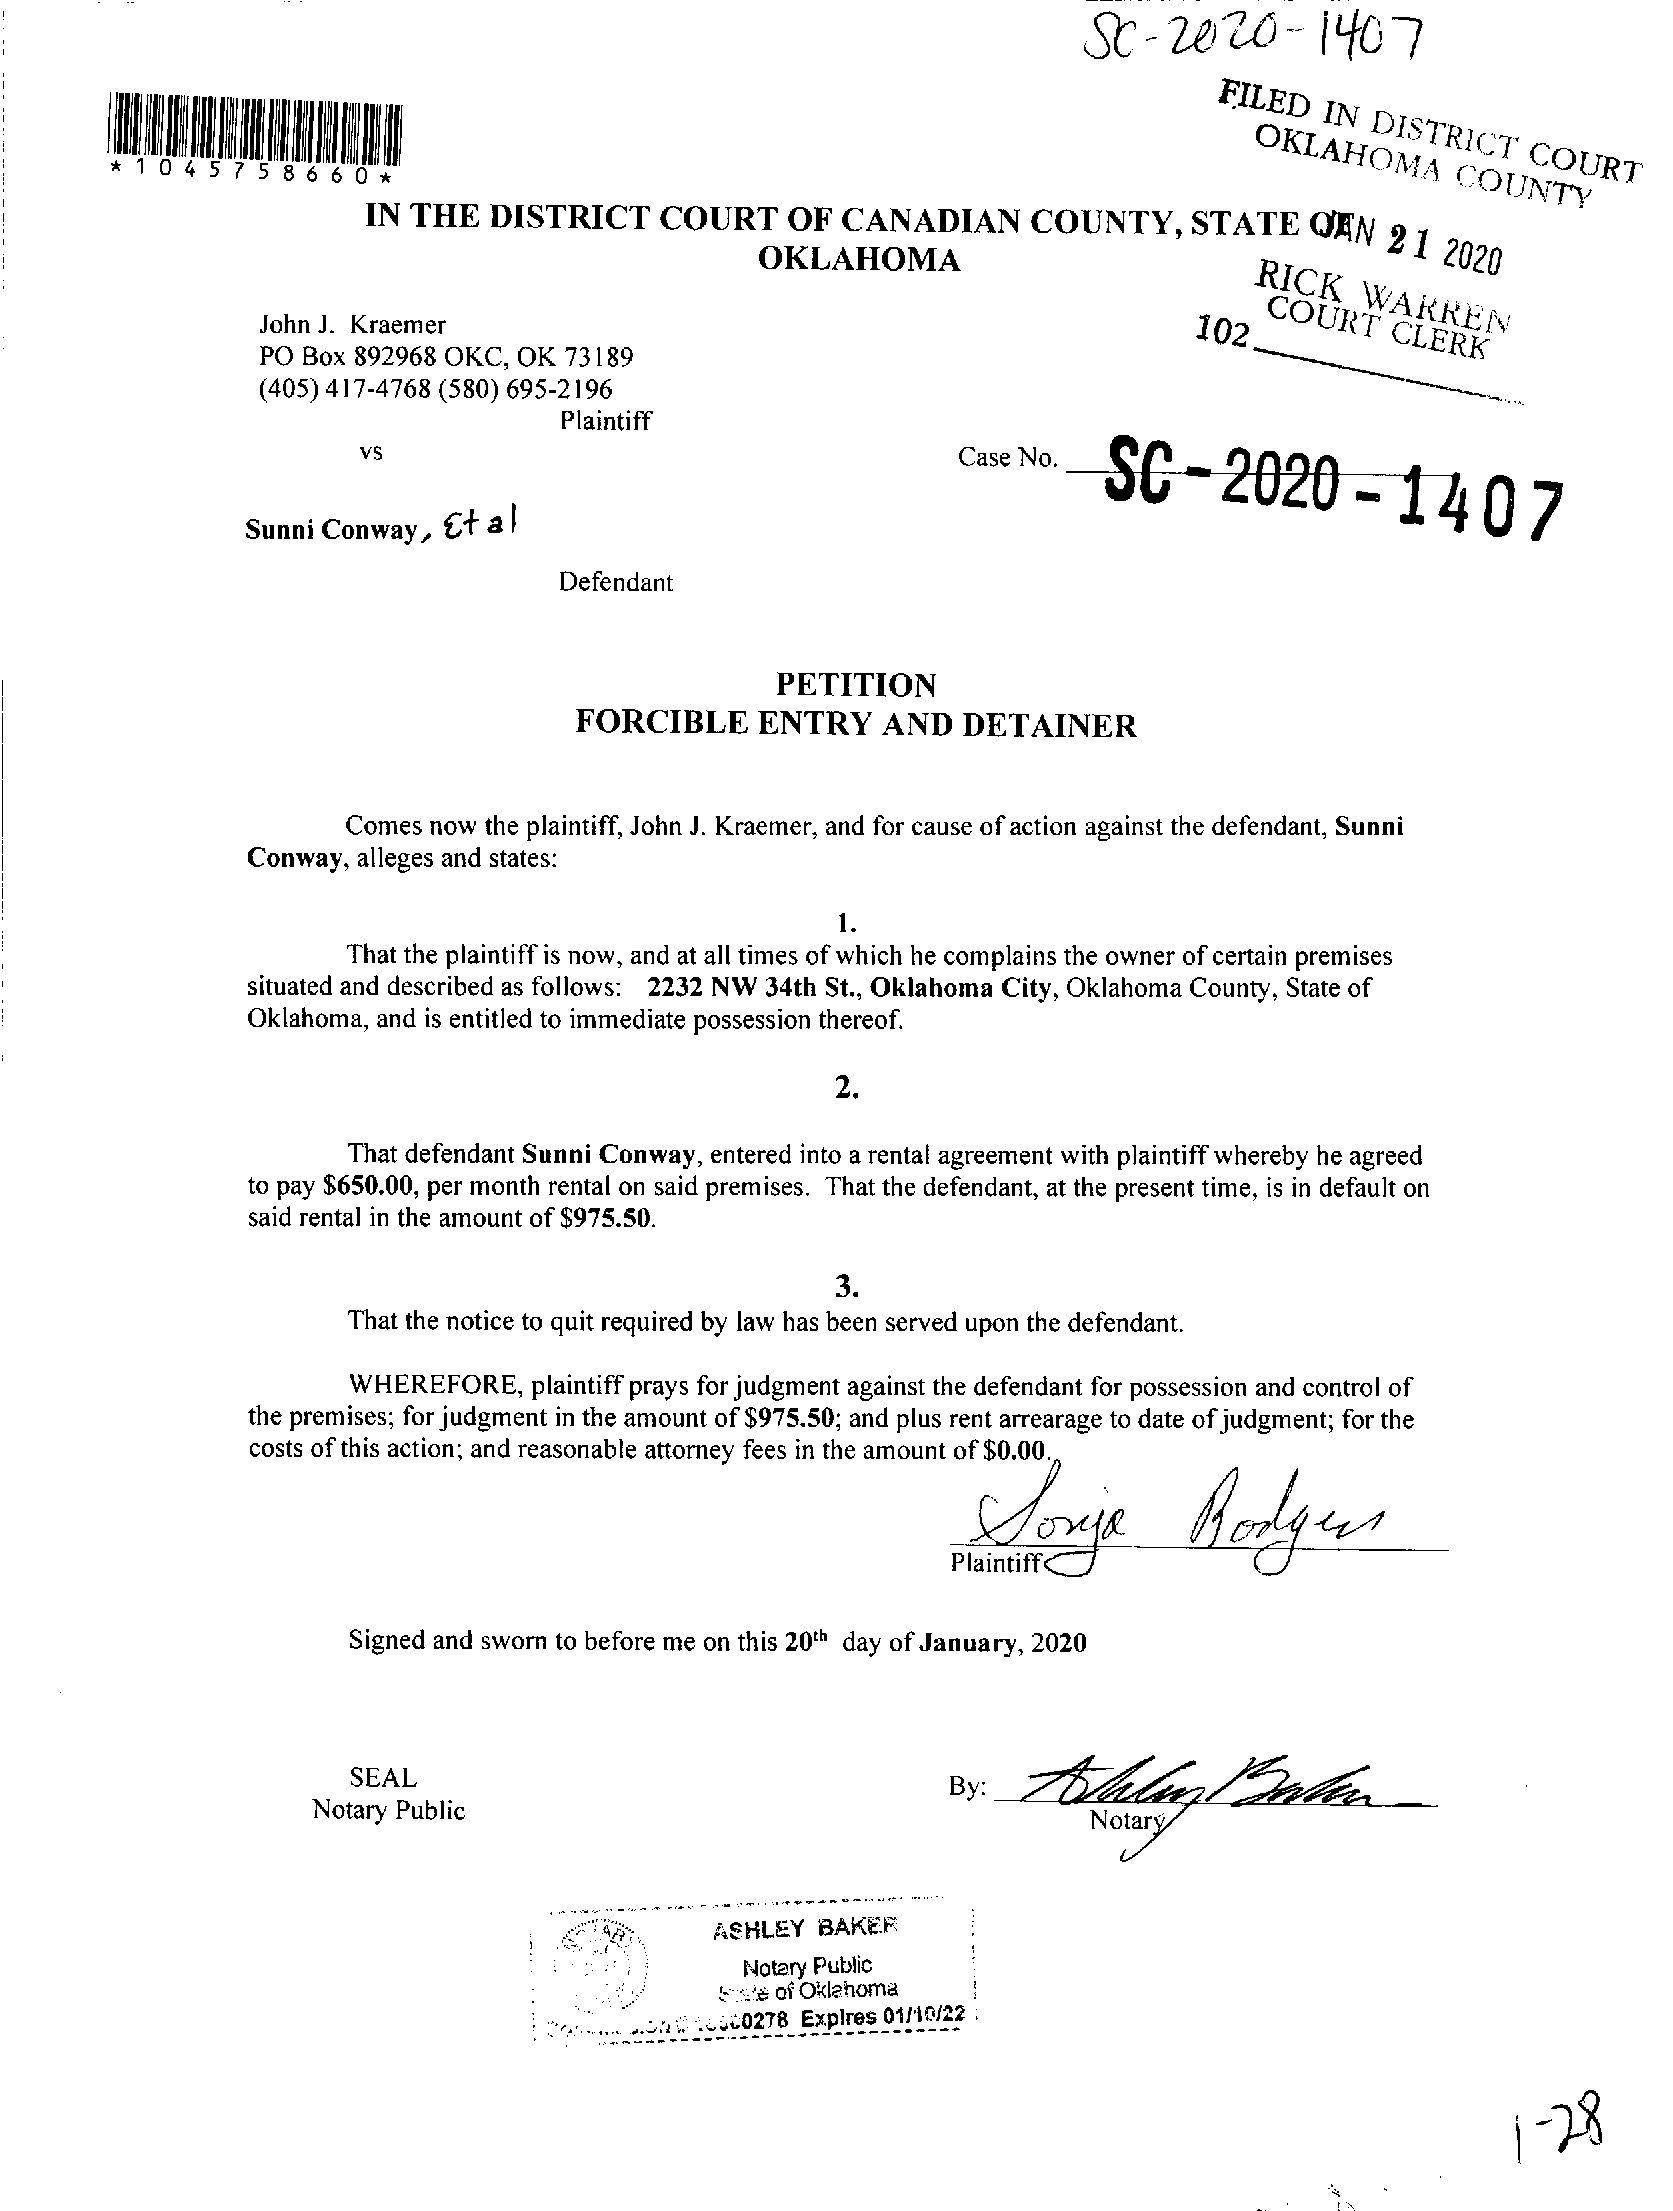 SC-2020-1407
FILED IN DISTRICT COURT
OKLAHOMA COUNTY
*1045758660*
IN THE DISTRICT COURT OF CANADIAN COUNTY, STATE
JAN 21 2020
OKLAHOMA
RICK WARREN
COURT CLERK
102
John J. Kraemer
PO Box 892968 OKC, OK 73189
(405) 417-4768 (580) 695-2196
Plaintiff
vs
Case No. SC-2020-1407
Sunni Conway, Et al
Defendant
PETITION
FORCIBLE ENTRY AND DETAINER
Comes now the plaintiff, John J. Kraemer, and for cause of action against the defendant, Sunni
Conway, alleges and states:
1.
That the plaintiff is now, and at all times of which he complains the owner of certain premises
situated and described as follows: 2232 NW 34th St., Oklahoma City, Oklahoma County, State of
Oklahoma, and is entitled to immediate possession thereof.
2.
That defendant Sunni Conway, entered into a rental agreement with plaintiff whereby he agreed
to pay $650.00, per month rental on said premises. That the defendant, at the present time, is in default on
said rental in the amount of $975.50.
3.
That the notice to quit required by law has been served upon the defendant.
WHEREFORE, plaintiff prays for judgment against the defendant for possession and control of
the premises; for judgment in the amount of $975.50; and plus rent arrearage to date of judgment; for the
costs of this action; and reasonable attorney fees in the amount of $0.00.
Sonja Rodgers
Plaintiff
Signed and sworn to before me on this 20th day of January, 2020
SEAL
Notary Public
By: Ashley Baker
Notary
ASHLEY BAKER
Notary Public
State of Oklahoma
0278 Expires 01/10/22
1-28